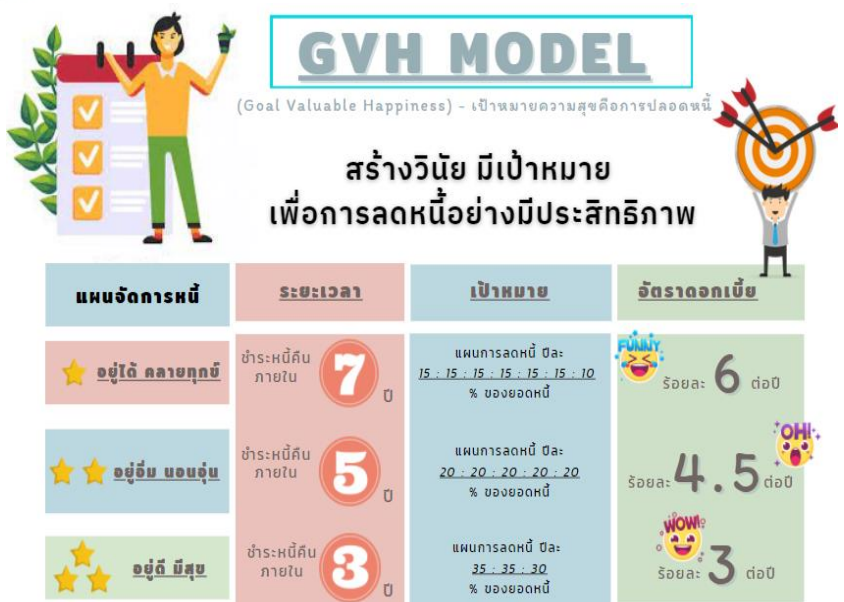 GVH MODEL
(Goal Valuable Happiness) - เป้าหมายความสุขคือการปลอดหนี้
สร้างวินัย มีเป้าหมาย
เพื่อการลดหนี้อย่างมีประสิทธิภาพ
แผนจัดการหนี้
ระยะเวลา
เป้าหมาย
อัตราดอกเบี้ย
อยู่ได้ คลายทุกข์
ชำระหนี้คืน
ภายใน
7
ปี
แผนการลดหนี้ ปีละ
15 : 15 : 15 : 15 : 15 : 15 : 10
% ของยอดหนี้
FUNNY
ร้อยละ 6 ต่อปี
อยู่อิ่ม นอนอุ่น
ชำระหนี้คืน
ภายใน
5
ปี
แผนการลดหนี้ ปีละ
20 : 20 : 20 : 20 : 20
% ของยอดหนี้
OH!
ร้อยละ 4.5 ต่อปี
อยู่ดี มีสุข
ชำระหนี้คืน
ภายใน
3
ปี
แผนการลดหนี้ ปีละ
35 : 35 : 30
% ของยอดหนี้
WOW!
ร้อยละ 3 ต่อปี